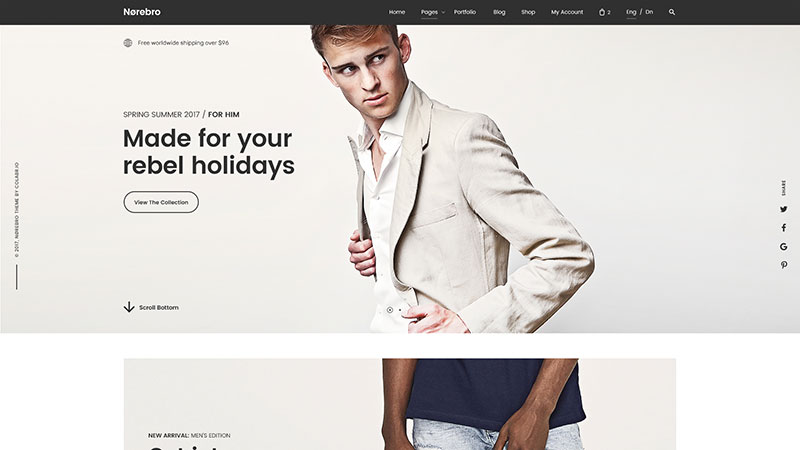 Nørebro
Home Pages Portfolio Blog Shop My Account 2 Eng / Dn
Free worldwide shipping over $96
SPRING SUMMER 2017 / FOR HIM
Made for your
rebel holidays
View The Collection
© 2017, NØREBRO THEME BY COLABR.IO
SHARE
Scroll Bottom
NEW ARRIVAL: MEN'S EDITION